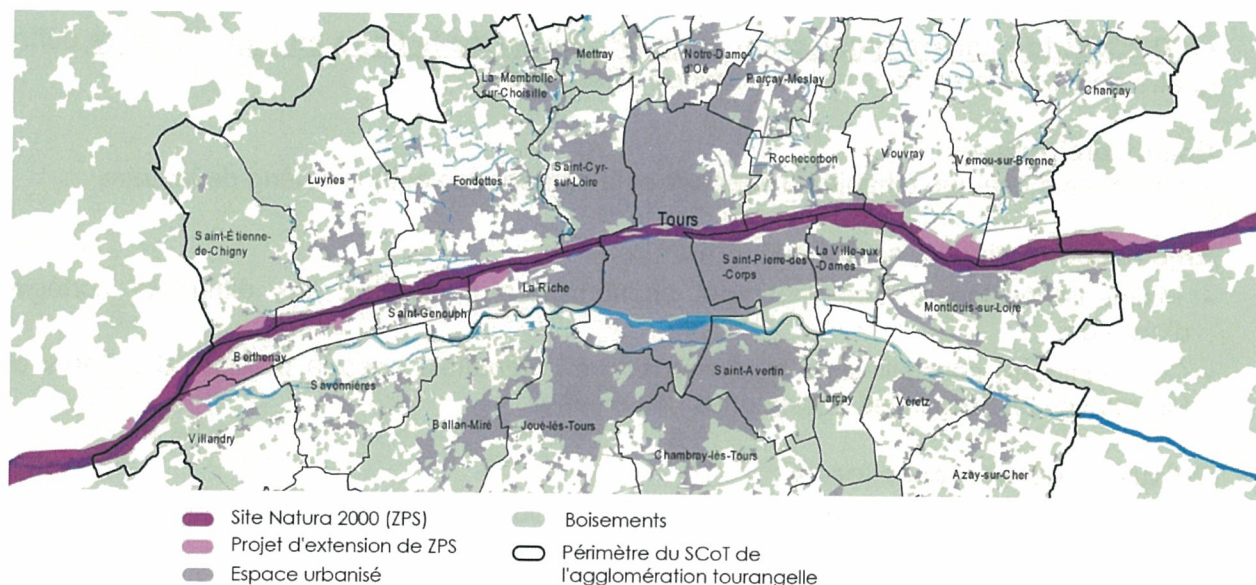 Mettray
Notre-Dame-
d'Oé
La Membrolle-
sur-Choisille
Parçay-Meslay
Chançay
Luynes
Fondettes
Saint-Cyr-
sur-Loire
Rochecorbon
Vouvray
Vernou-sur-Brenne
Tours
Saint-Étienne-
de-Chigny
La Riche
Saint-Pierre-des-
-Corps
La Ville-aux-
-Dames
Saint-Genouph
Montlouis-sur-Loire
Berthenay
Savonnières
Saint-Avertin
Larçay
Véretz
Villandry
Ballan-Miré
Joué-lès-Tours
Chambray-lès-Tours
Azay-sur-Cher
Site Natura 2000 (ZPS)
Projet d'extension de ZPS
Espace urbanisé
Boisements
Périmètre du SCoT de
l'agglomération tourangelle